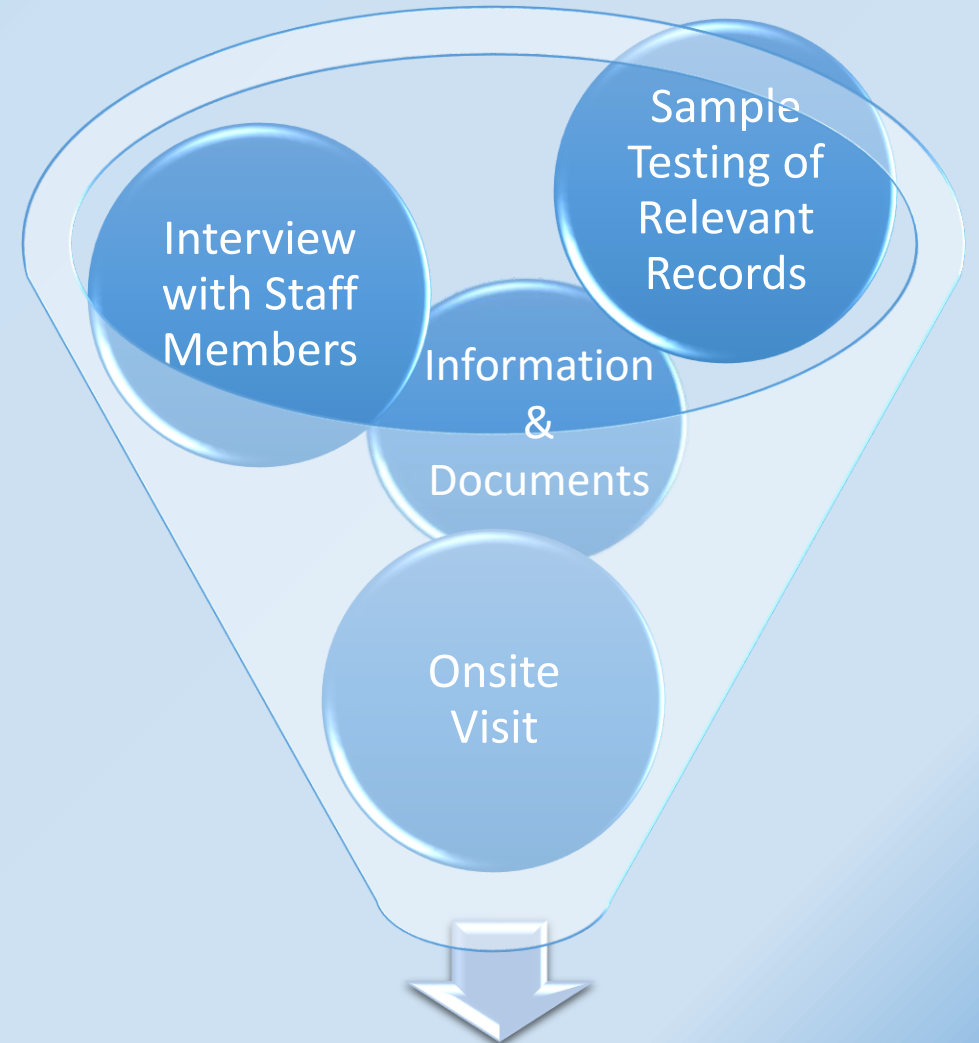 Sample
Testing of
Relevant
Records
Interview
with Staff
Members
Information
&
Documents
Onsite
Visit